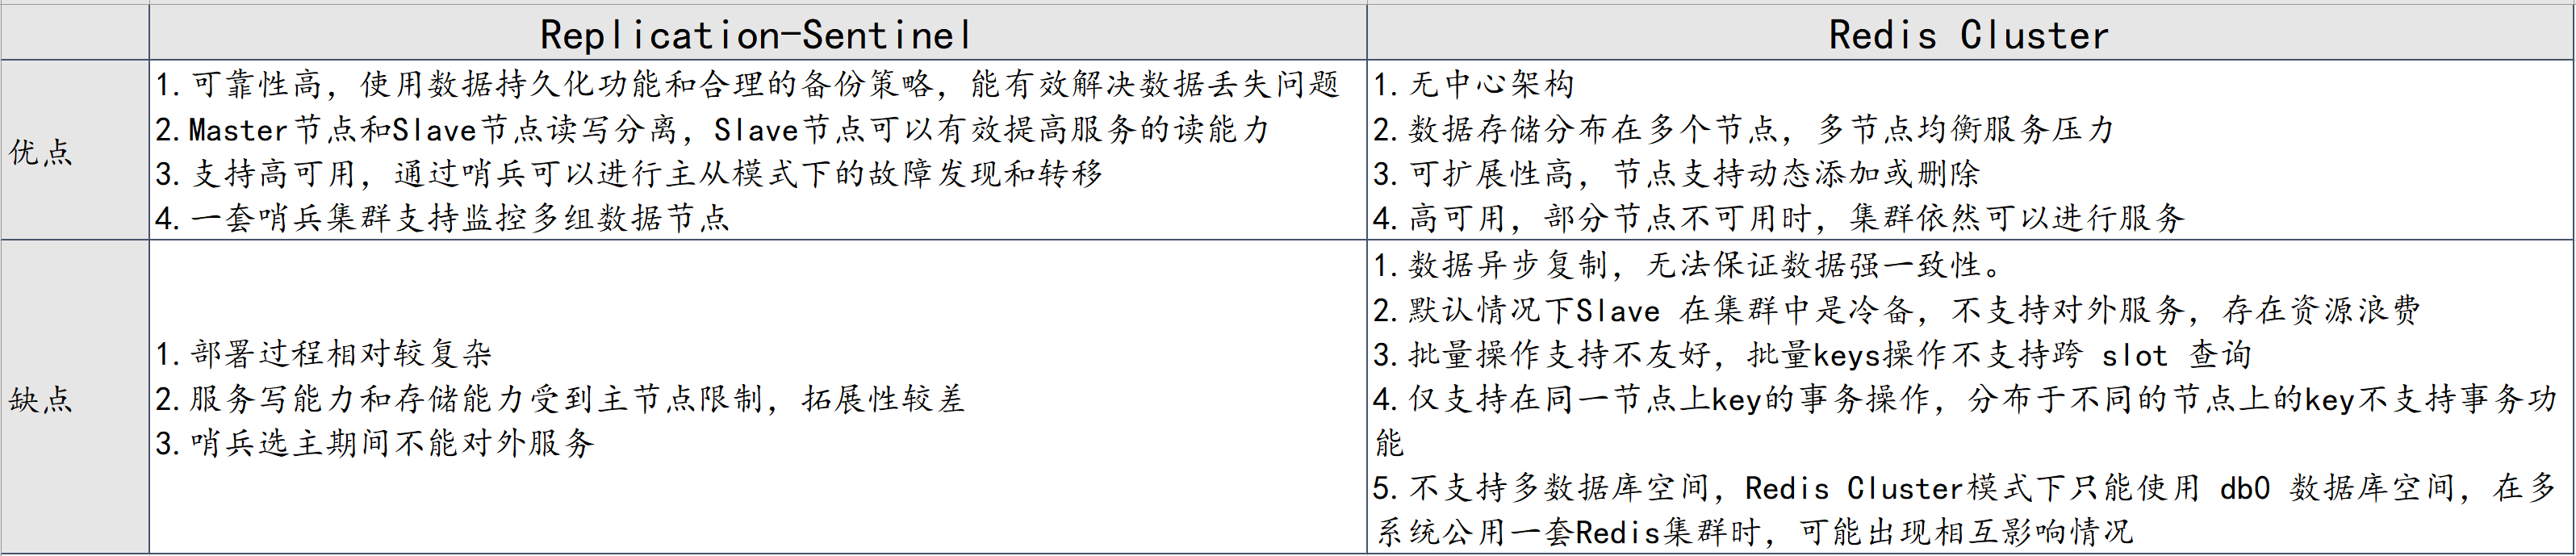 Replication-Sentinel
Redis Cluster
优点
1.可靠性高，使用数据持久化功能和合理的备份策略，能有效解决数据丢失问题
2.Master节点和Slave节点读写分离，Slave节点可以有效提高服务的读能力
3.支持高可用，通过哨兵可以进行主从模式下的故障发现和转移
4.一套哨兵集群支持监控多组数据节点
1.无中心架构
2.数据存储分布在多个节点，多节点均衡服务压力
3.可扩展性高，节点支持动态添加或删除
4.高可用，部分节点不可用时，集群依然可以进行服务
缺点
1.部署过程相对较复杂
2.服务写能力和存储能力受到主节点限制，拓展性较差
3.哨兵选主期间不能对外服务
1.数据异步复制，无法保证数据强一致性。
2.默认情况下Slave 在集群中是冷备，不支持对外服务，存在资源浪费
3.批量操作支持不友好，批量keys操作不支持跨 slot 查询
4.仅支持在同一节点上key的事务操作，分布于不同的节点上的key不支持事务功
能
5.不支持多数据库空间，Redis Cluster模式下只能使用 db0 数据库空间，在多
系统公用一套Redis集群时，可能出现相互影响情况